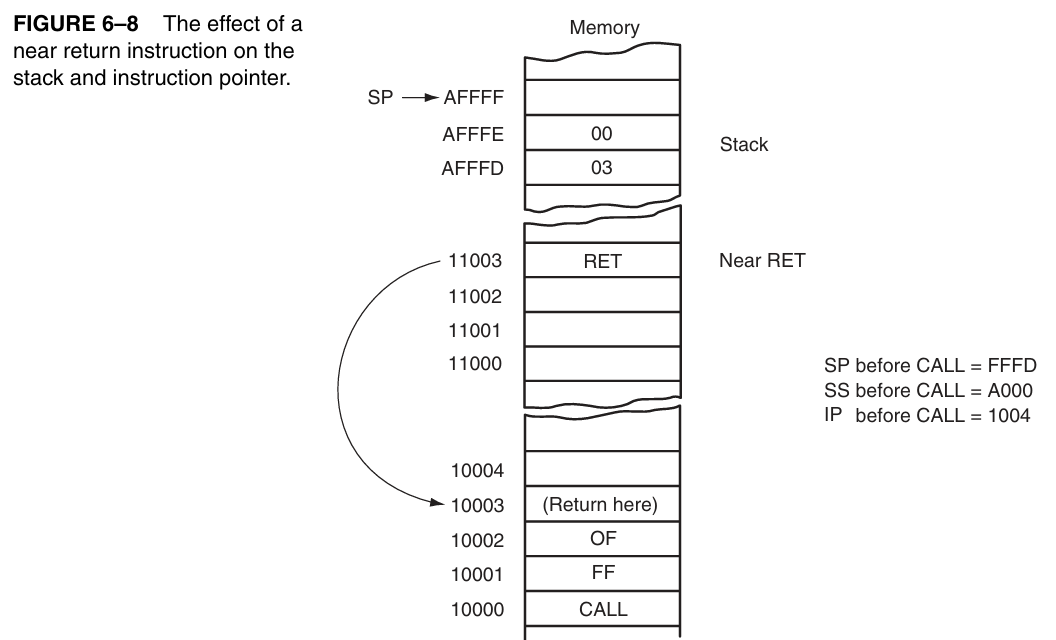 FIGURE 6–8 The effect of a
near return instruction on the
stack and instruction pointer.
Memory
SP AFFFF
AFFFE 00
Stack
AFFFD 03
11003 RET Near RET
11002
11001
11000
SP before CALL = FFFD
SS before CALL = A000
IP before CALL = 1004
10004
10003 (Return here)
10002 OF
10001 FF
10000 CALL